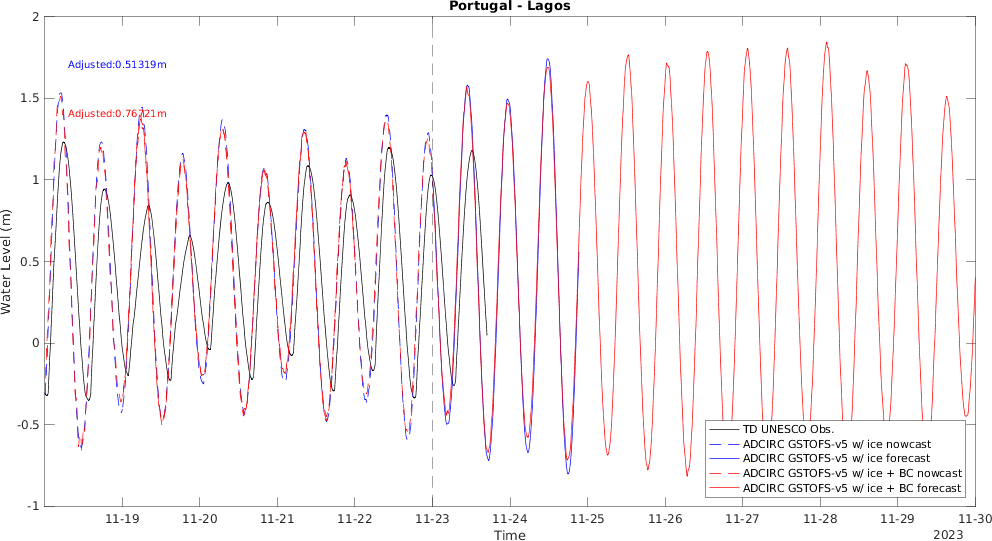 Portugal - Lagos
Adjusted:0.51319m
Adjusted:0.76721m
Water Level (m)
2
1.5
1
0.5
0
-0.5
-1
11-19
11-20
11-21
11-22
11-23
11-24
11-25
11-26
11-27
11-28
11-29
11-30
Time
2023
TD UNESCO Obs.
ADCIRC GSTOFS-v5 w/ ice nowcast
ADCIRC GSTOFS-v5 w/ ice forecast
ADCIRC GSTOFS-v5 w/ ice + BC nowcast
ADCIRC GSTOFS-v5 w/ ice + BC forecast